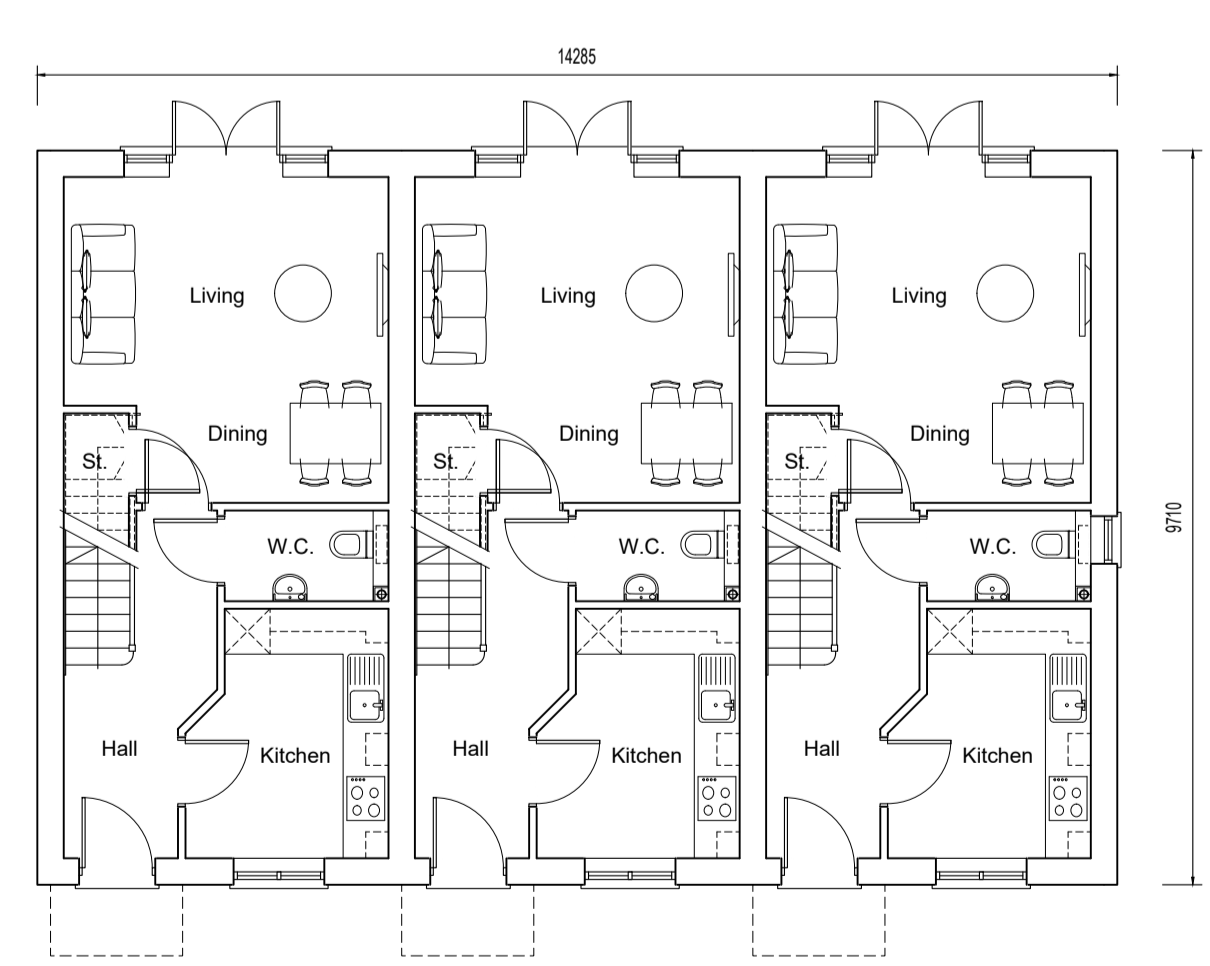 14285
Living Living Living
Dining Dining Dining
St. St. St.
9710
W.C. W.C. W.C.
Hall Hall Hall
Kitchen Kitchen Kitchen